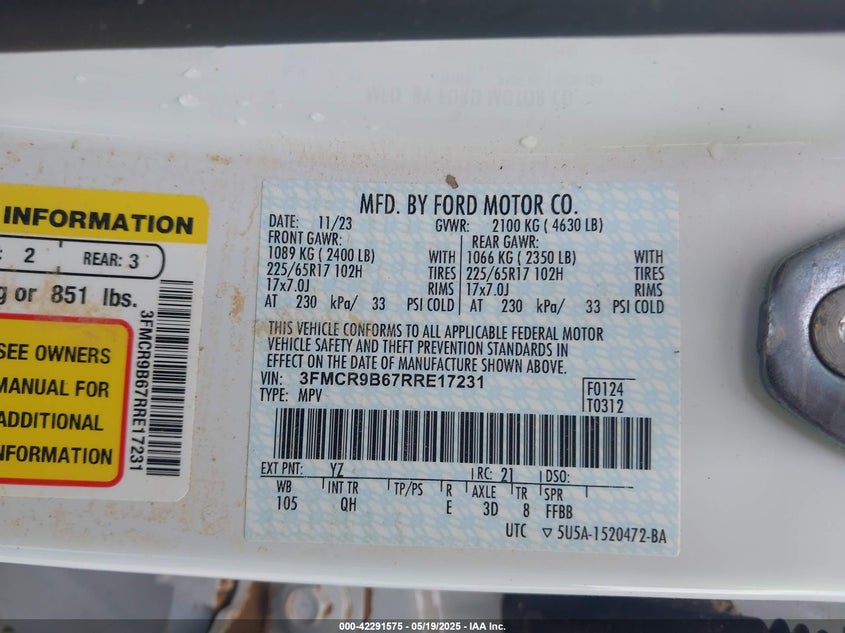 INFORMATION
: 2 REAR: 3
g or 851 lbs.
SEE OWNERS
MANUAL FOR
ADDITIONAL
INFORMATION
3FMCR9B67RRE17231
MFD. BY FORD MOTOR CO.
DATE: 11/23 GVWR: 2100 KG ( 4630 LB)
FRONT GAWR: REAR GAWR:
1089 KG ( 2400 LB) WITH 1066 KG ( 2350 LB) WITH
225/65R17 102H TIRES 225/65R17 102H TIRES
17x7.0J RIMS 17x7.0J RIMS
AT 230 kPa/ 33 PSI COLD AT 230 kPa/ 33 PSI COLD
THIS VEHICLE CONFORMS TO ALL APPLICABLE FEDERAL MOTOR
VEHICLE SAFETY AND THEFT PREVENTION STANDARDS IN
EFFECT ON THE DATE OF MANUFACTURE SHOWN ABOVE.
VIN: 3FMCR9B67RRE17231 F0124
TYPE: MPV T0312
EXT PNT: YZ RC: 21 DSO:
WB INT TR TP/PS R AXLE TR SPR
105 QH E 3D 8 FFBB
UTC ▽ 5U5A-1520472-BA
000-42291575 — 05/19/2025 — IAA Inc.